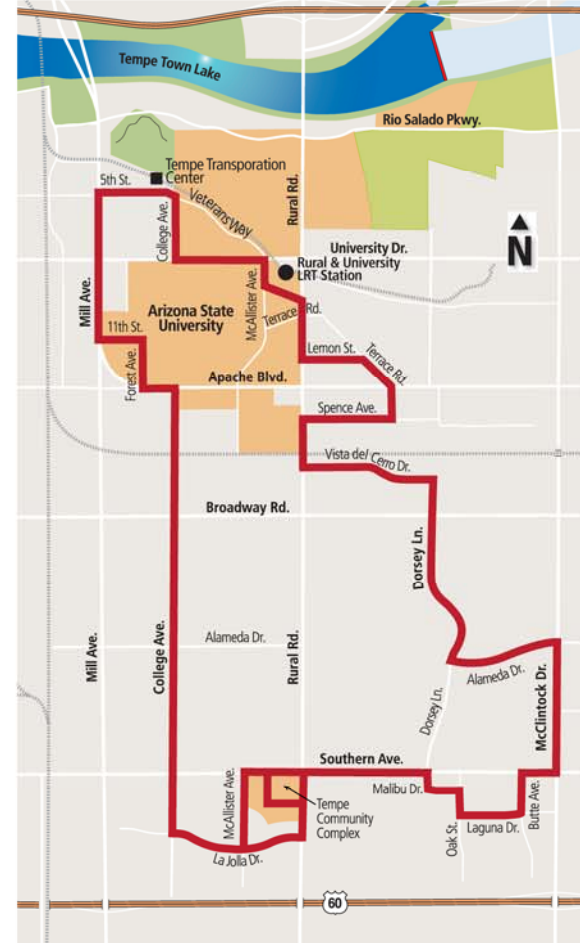 Tempe Town Lake
Rio Salado Pkwy.
Tempe Transporation
Center
5th St.
Veterans Way
College Ave.
Rural Rd.
University Dr.
Rural & University
LRT Station
N
Mill Ave.
Arizona State
University
McAllister Ave.
Terrace Rd.
11th St.
Forest Ave.
Lemon St.
Terrace Rd.
Apache Blvd.
Spence Ave.
Vista del Cerro Dr.
Broadway Rd.
Dorsey Ln.
Mill Ave.
College Ave.
Alameda Dr.
Rural Rd.
Alameda Dr.
Dorsey Ln.
McClintock Dr.
Southern Ave.
McAllister Ave.
Malibu Dr.
Tempe
Community
Complex
Oak St.
Laguna Dr.
Butte Ave.
La Jolla Dr.
60